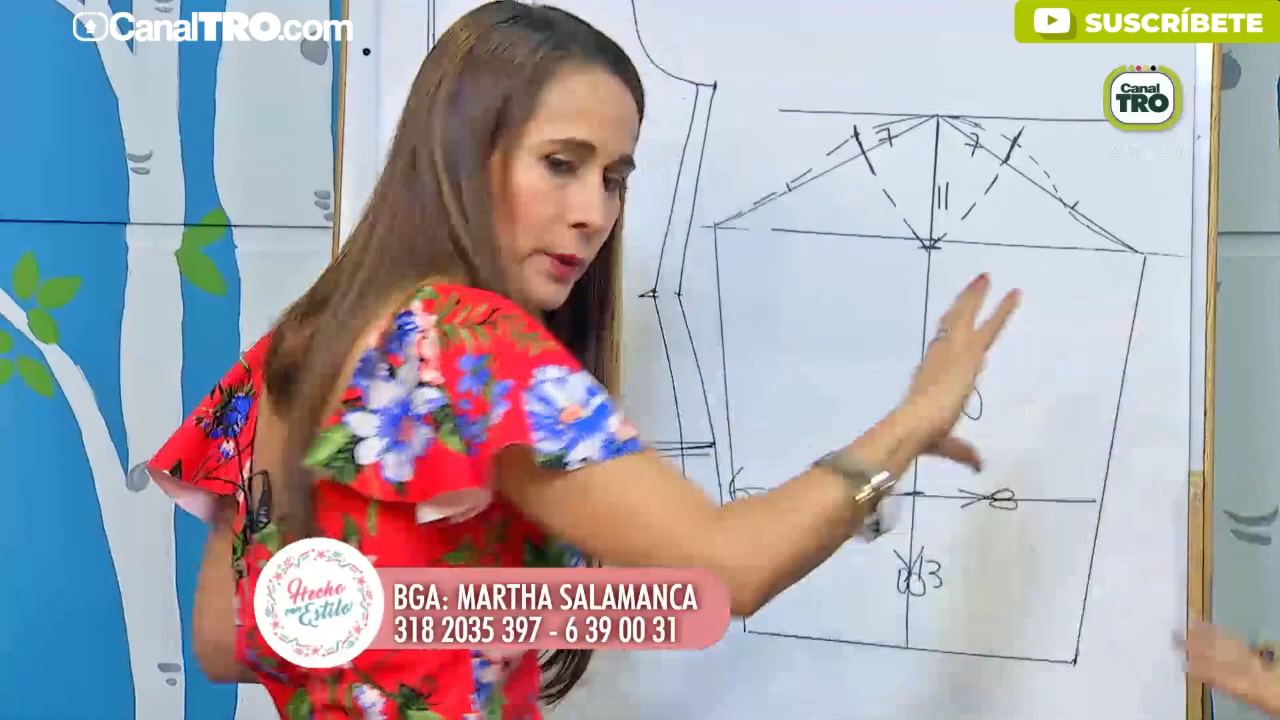 CanalTRO.com
SUSCRÍBETE
Canal
TRO
7
7
11
8
3
Hecho
con
Estilo
BGA: MARTHA SALAMANCA
318 2035 397 - 6 39 00 31